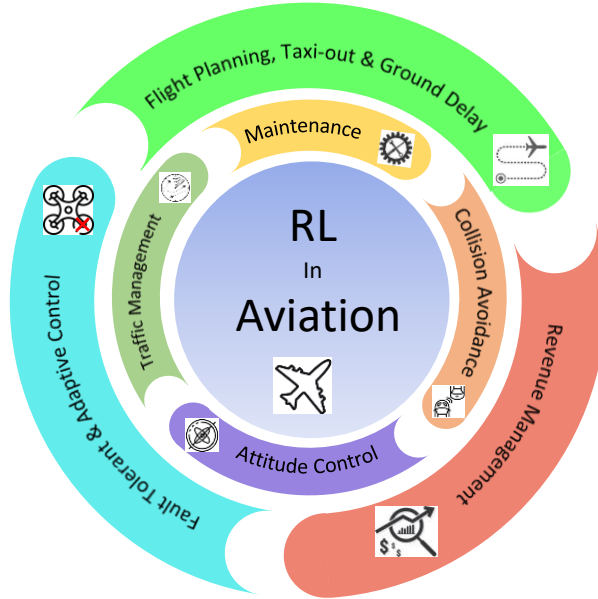 Flight Planning, Taxi-out & Ground Delay
Maintenance
Collision Avoidance
Revenue Management
Attitude Control
Traffic Management
Fault Tolerant & Adaptive Control
RL
In
Aviation
$ $ $